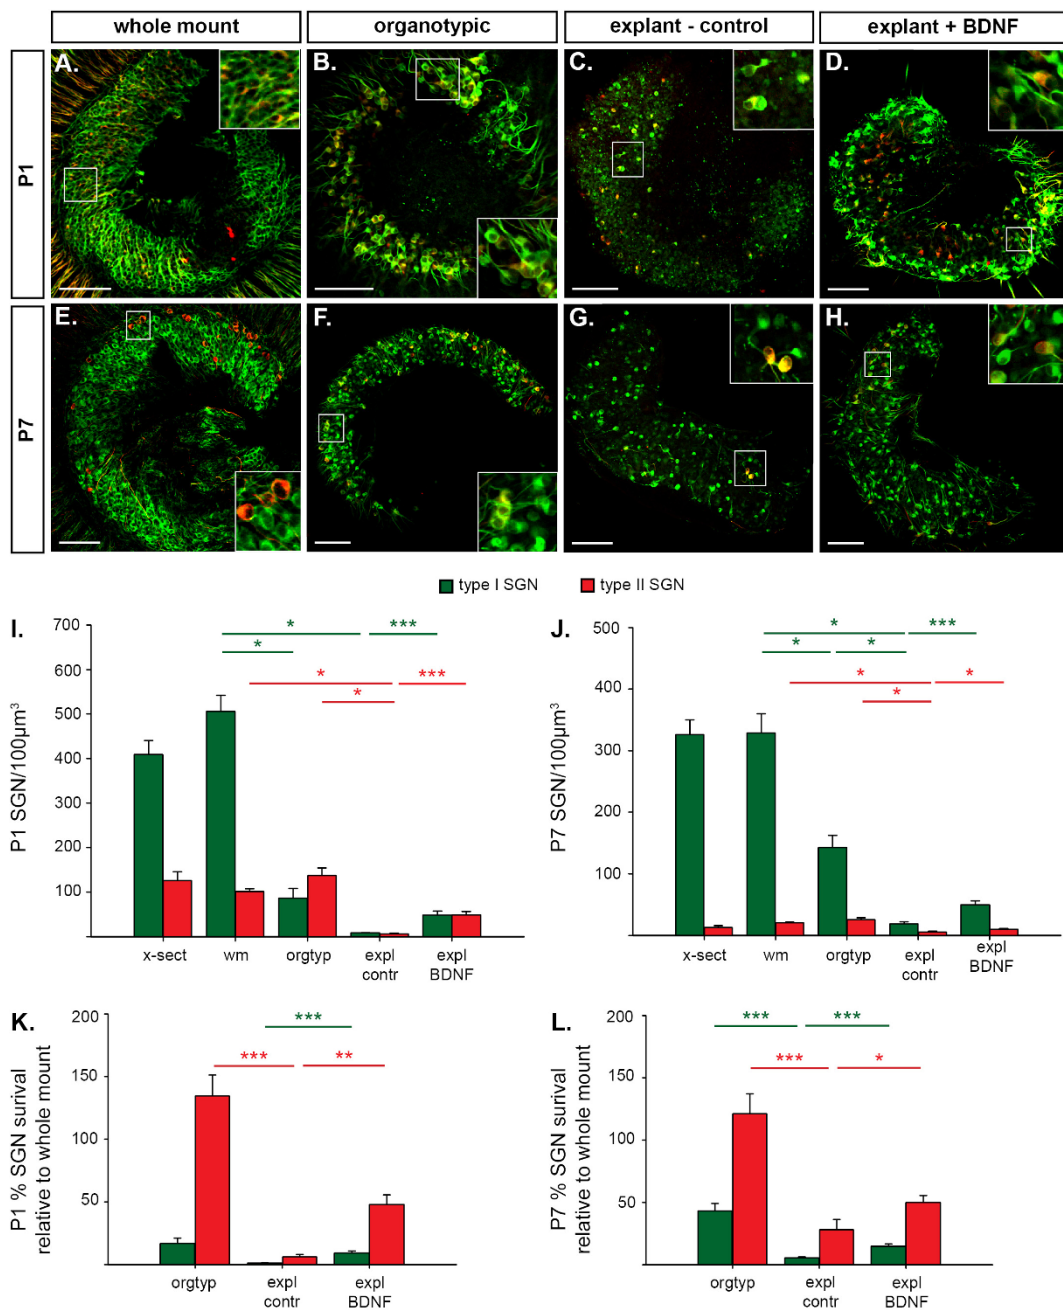 whole mount organotypic explant - control explant + BDNF
P1
A. B. C. D.
P7
E. F. G. H.
type I SGN type II SGN
I.
P1 SGN/100µm³
700
600
500
400
300
200
100
* ***
*
* ***
*
x-sect wm orgtyp expl contr expl BDNF
J.
P7 SGN/100µm³
500
400
300
200
100
* ***
* *
* *
*
x-sect wm orgtyp expl contr expl BDNF
K.
P1 % SGN surival
relative to whole mount
200
150
100
50
***
*** **
orgtyp expl contr expl BDNF
L.
P7 % SGN surival
relative to whole mount
200
150
100
50
*** ***
*** *
orgtyp expl contr expl BDNF